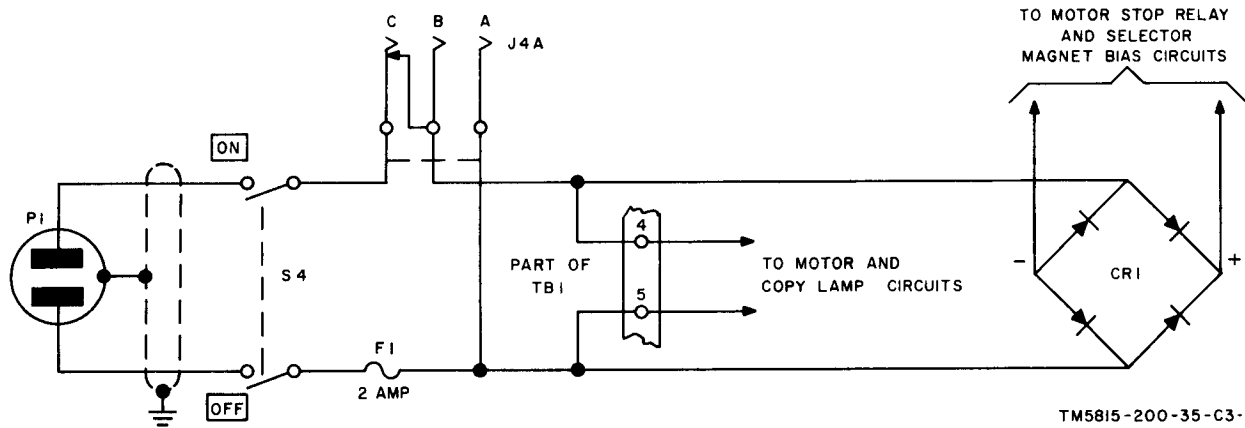 C B A
J4A
TO MOTOR STOP RELAY
AND SELECTOR
MAGNET BIAS CIRCUITS
ON
P1
S4
4
PART OF
TB1
5
TO MOTOR AND
COPY LAMP CIRCUITS
- CR1 +
F1
2 AMP
OFF
TM5815-200-35-C3-